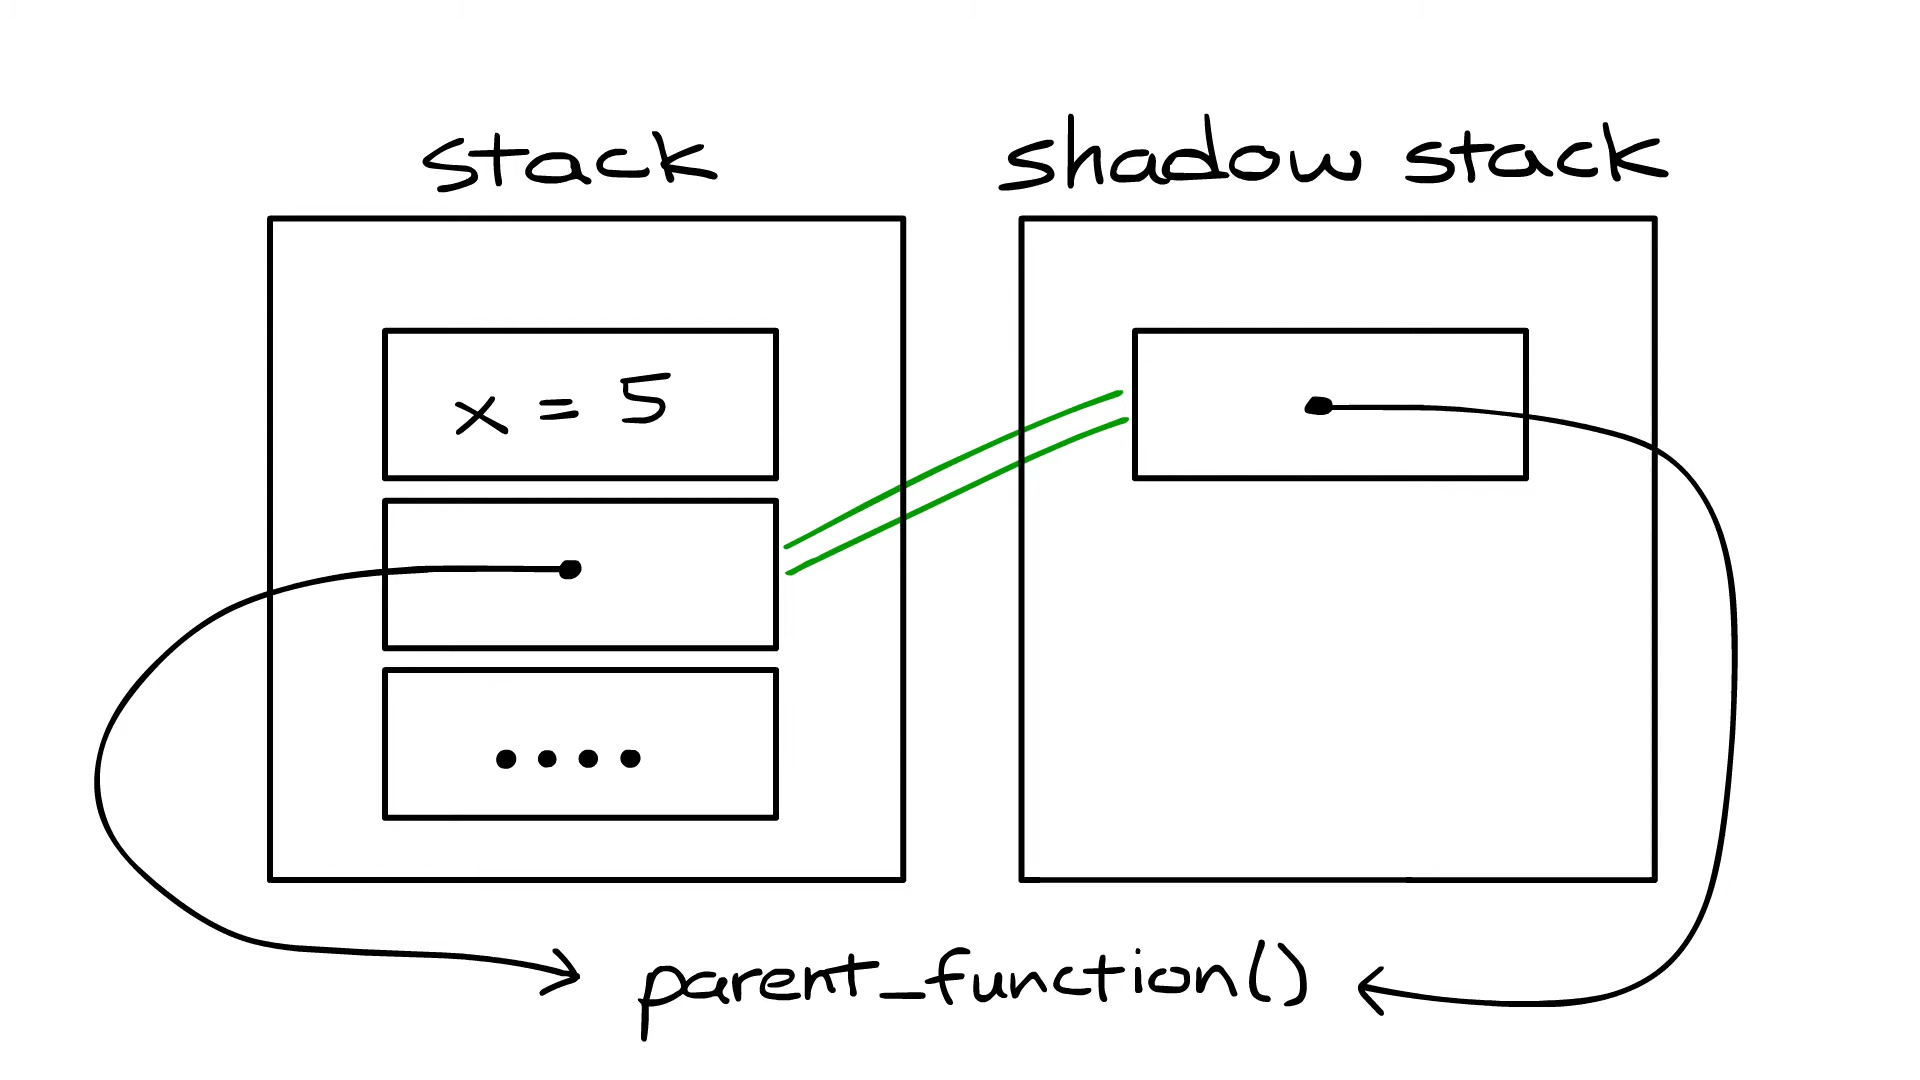 stack
shadow stack
x = 5
....
parent_function()